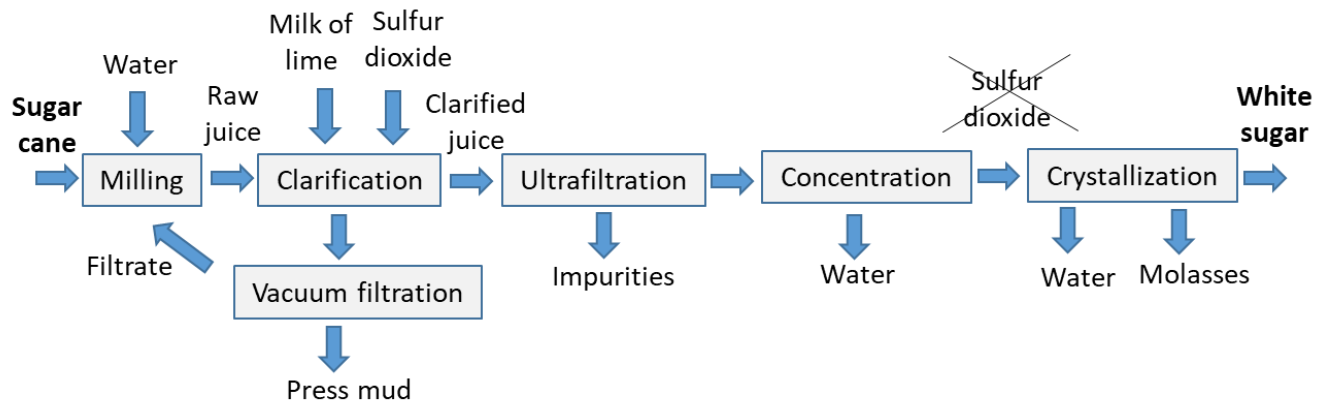 Milk of
lime
Sulfur
dioxide
Water
Sugar
cane
Raw
juice
Clarified
juice
Sulfur
dioxide
White
sugar
Milling
Clarification
Ultrafiltration
Concentration
Crystallization
Filtrate
Vacuum filtration
Impurities
Water
Water
Molasses
Press mud